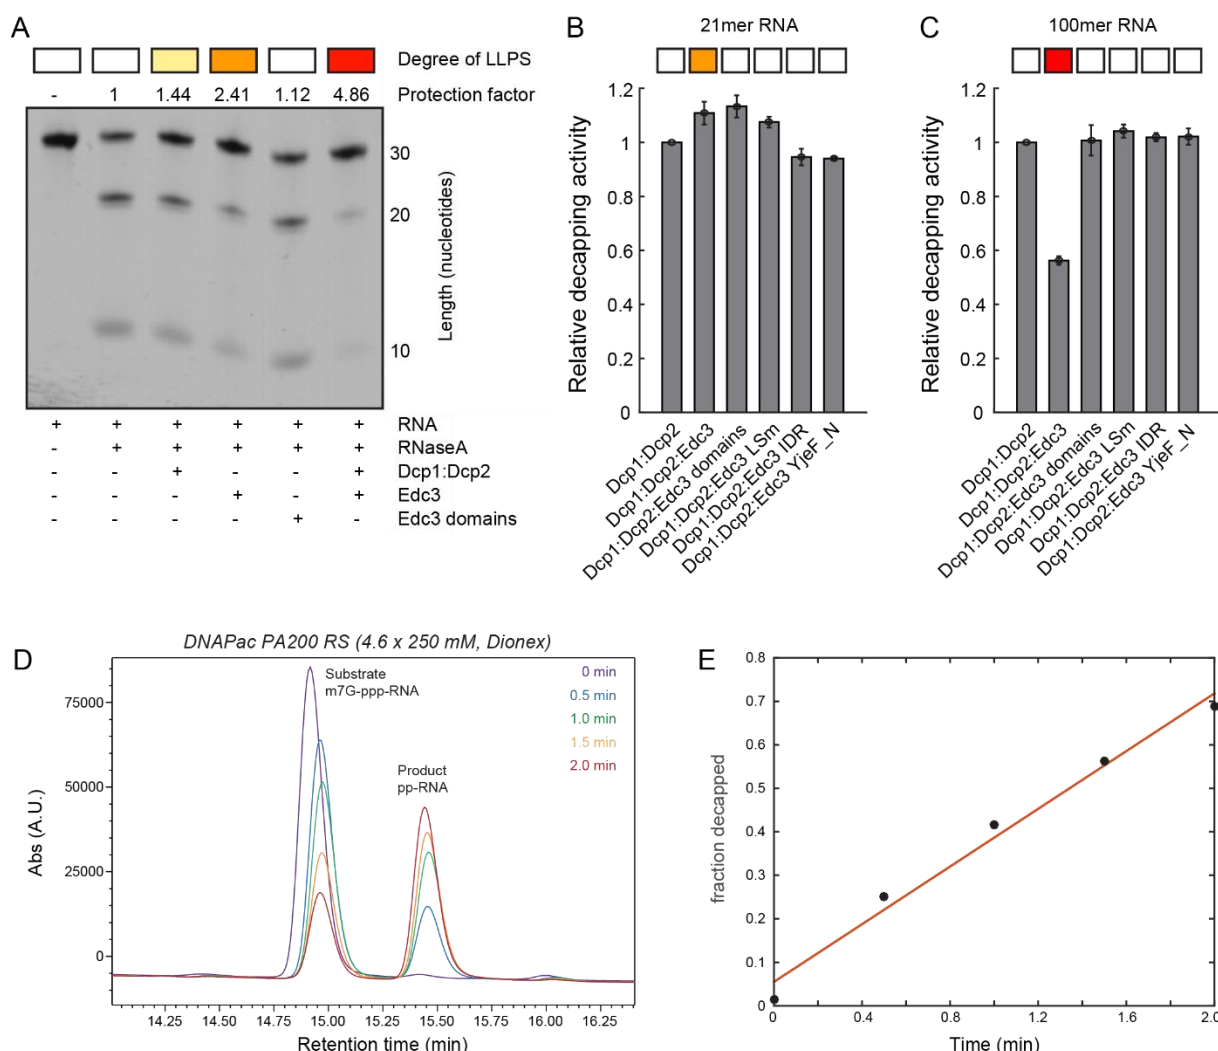 A
Degree of LLPS
- 1 1.44 2.41 1.12 4.86 Protection factor
30
20
10
Length (nucleotides)
+ + + + + + RNA
- + + + + + RNaseA
- - + - - + Dcp1:Dcp2
- - - + - + Edc3
- - - - + - Edc3 domains
B
21mer RNA
Relative decapping activity
1.2
1
0.8
0.6
0.4
0.2
0
Dcp1:Dcp2
Dcp1:Dcp2:Edc3
Dcp1:Dcp2:Edc3 domains
Dcp1:Dcp2:Edc3 LSm
Dcp1:Dcp2:Edc3 IDR
Dcp1:Dcp2:Edc3 YjeF_N
C
100mer RNA
Relative decapping activity
1.2
1
0.8
0.6
0.4
0.2
0
Dcp1:Dcp2
Dcp1:Dcp2:Edc3
Dcp1:Dcp2:Edc3 domains
Dcp1:Dcp2:Edc3 LSm
Dcp1:Dcp2:Edc3 IDR
Dcp1:Dcp2:Edc3 YjeF_N
D
DNAPac PA200 RS (4.6 x 250 mM, Dionex)
Substrate
m7G-ppp-RNA
Product
pp-RNA
0 min
0.5 min
1.0 min
1.5 min
2.0 min
Abs (A.U.)
75000
50000
25000
0
14.25 14.50 14.75 15.00 15.25 15.50 15.75 16.00 16.25
Retention time (min)
E
fraction decapped
0.8
0.7
0.6
0.5
0.4
0.3
0.2
0.1
0
0 0.4 0.8 1.2 1.6 2.0
Time (min)